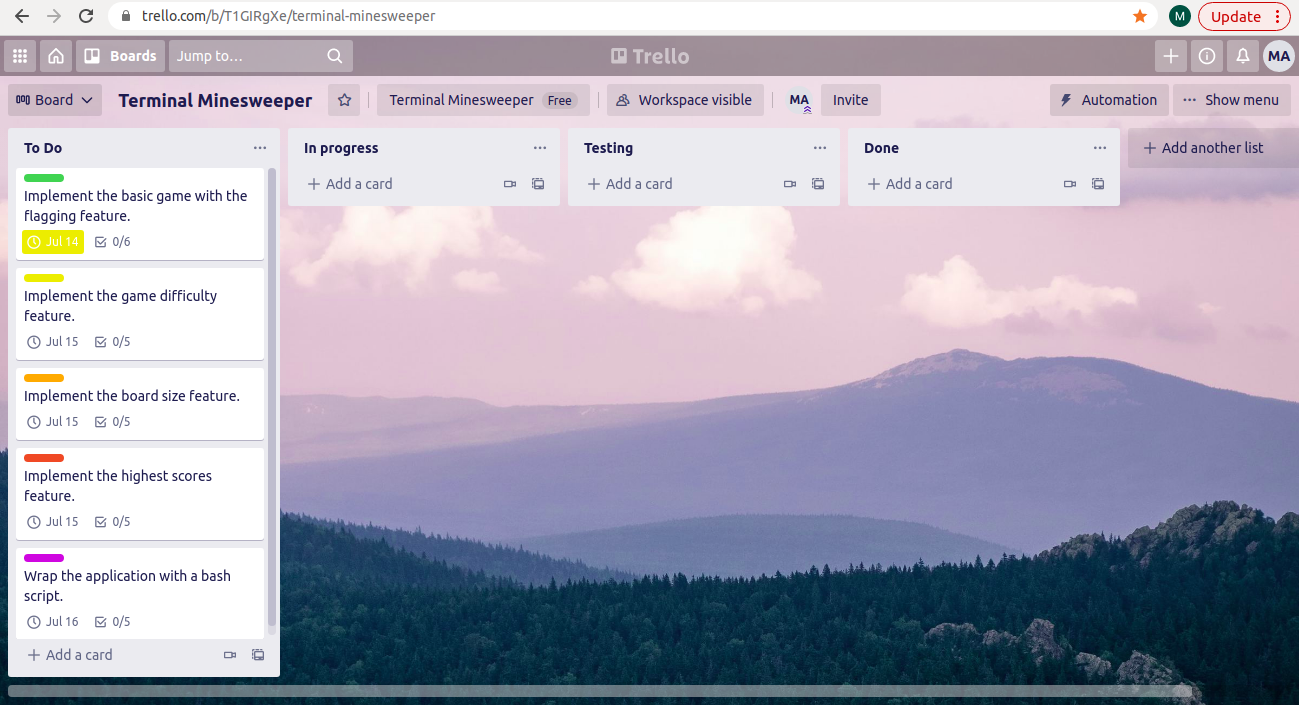 trello.com/b/T1GIRgXe/terminal-minesweeper
M
Update
Boards
Jump to...
Trello
MA
Board
Terminal Minesweeper
Terminal Minesweeper Free
Workspace visible
MA
Invite
Automation
Show menu
To Do
Implement the basic game with the
flagging feature.
Jul 14 0/6
Implement the game difficulty
feature.
Jul 15 0/5
Implement the board size feature.
Jul 15 0/5
Implement the highest scores
feature.
Jul 15 0/5
Wrap the application with a bash
script.
Jul 16 0/5
Add a card
In progress
Add a card
Testing
Add a card
Done
Add a card
Add another list